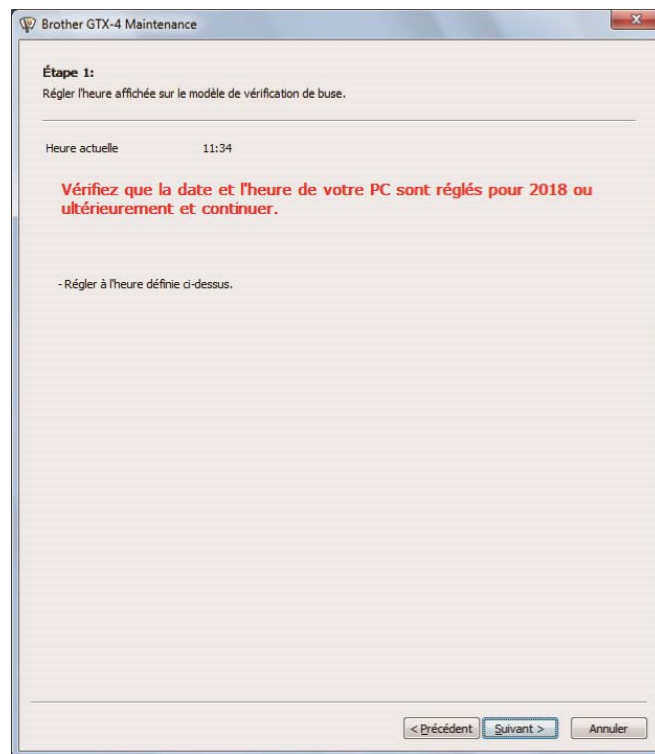 Brother GTX-4 Maintenance
Étape 1:
Régler l'heure affichée sur le modèle de vérification de buse.
Heure actuelle 11:34
Vérifiez que la date et l'heure de votre PC sont réglés pour 2018 ou
ultérieurement et continuer.
- Régler à l'heure définie ci-dessus.
< Précédent Suivant > Annuler